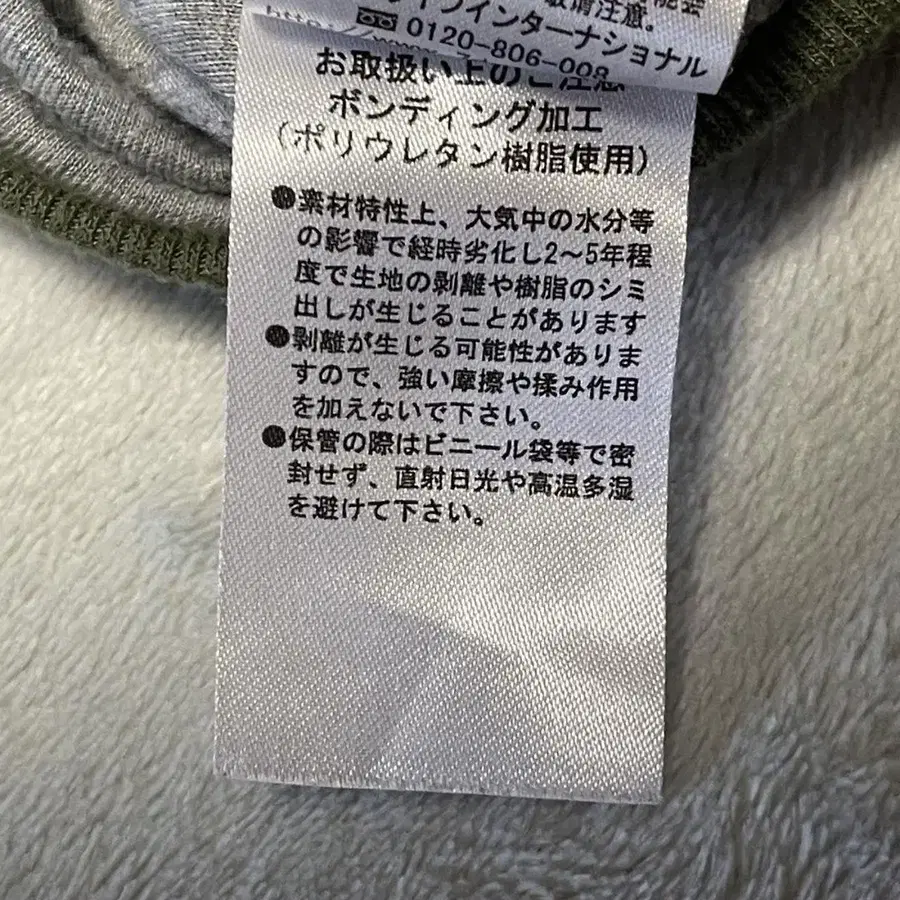 敬請注意。
インターナショナル
0120-806-008
お取扱い上のご注意
ボンディング加工
(ポリウレタン樹脂使用)
●素材特性上、大気中の水分等
の影響で経時劣化し2〜5年程
度で生地の剥離や樹脂のシミ
出しが生じることがあります
●剥離が生じる可能性がありま
すので、強い摩擦や揉み作用
を加えないで下さい。
●保管の際はビニール袋等で密
封せず、直射日光や高温多湿
を避けて下さい。